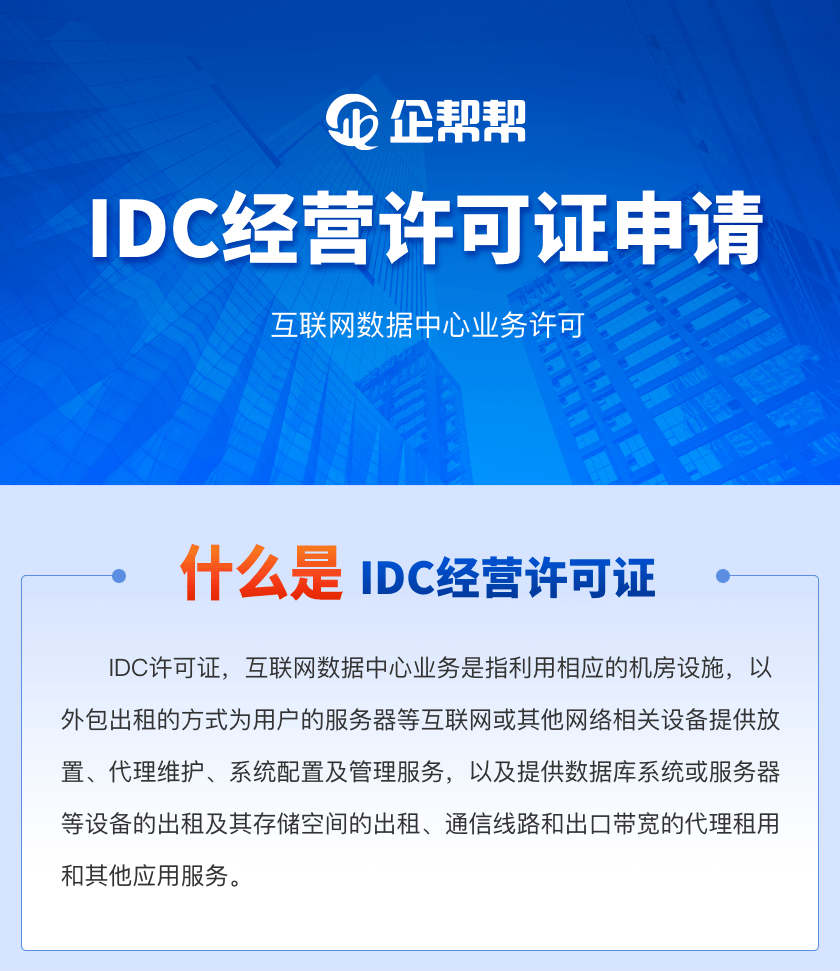 企帮帮
IDC经营许可证申请
互联网数据中心业务许可
什么是 IDC经营许可证
IDC许可证，互联网数据中心业务是指利用相应的机房设施，以
外包出租的方式为用户的服务器等互联网或其他网络相关设备提供放
置、代理维护、系统配置及管理服务，以及提供数据库系统或服务器
等设备的出租及其存储空间的出租、通信线路和出口带宽的代理租用
和其他应用服务。